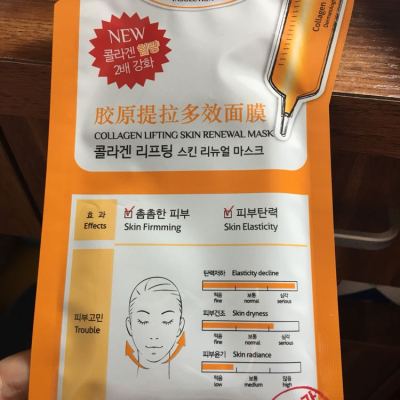 NEW
콜라겐 함량
2배 강화
Collagen
胶原提拉多效面膜
COLLAGEN LIFTING SKIN RENEWAL MASK
콜라겐 리프팅 스킨 리뉴얼 마스크
효과
Effects
촘촘한 피부
Skin Firmming
피부탄력
Skin Elasticity
피부고민
Trouble
탄력저하 Elasticity decline
적음 보통 심각
fine normal serious
피부건조 Skin dryness
적음 보통 심각
fine normal serious
피부윤기 Skin radiance
적음 보통 많음
low medium high